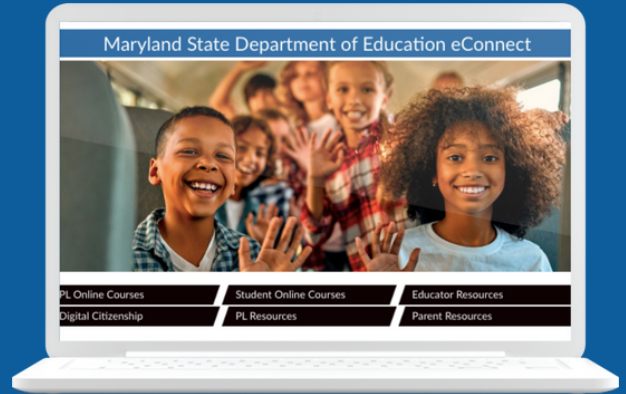 Maryland State Department of Education eConnect
PL Online Courses Student Online Courses Educator Resources
Digital Citizenship PL Resources Parent Resources